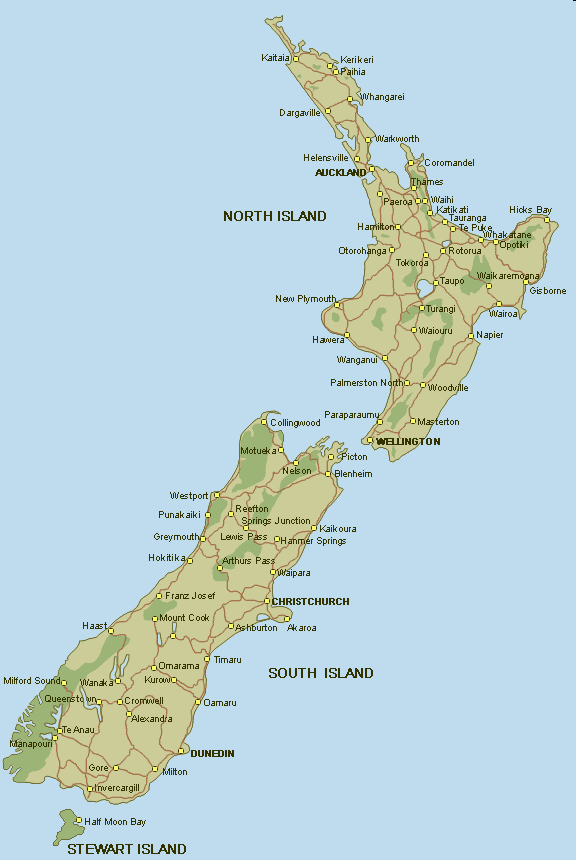 Kaitaia
Kerikeri
Paihia
Whangarei
Dargaville
Warkworth
Helensville
Coromandel
AUCKLAND
Thames
Paeroa
Waihi
Katikati
Hicks Bay
NORTH ISLAND
Tauranga
Hamilton
Te Puke
Whakatane
Opotiki
Otorohanga
Rotorua
Tokoroa
Waikaremoana
Taupo
Gisborne
New Plymouth
Turangi
Wairoa
Waiouru
Napier
Hawera
Wanganui
Palmerston North
Woodville
Paraparaumu
Masterton
Collingwood
WELLINGTON
Motueka
Picton
Nelson
Blenheim
Westport
Reefton
Punakaiki
Springs Junction
Kaikoura
Greymouth
Lewis Pass
Hanmer Springs
Hokitika
Arthurs Pass
Waipara
Franz Josef
CHRISTCHURCH
Mount Cook
Haast
Ashburton
Akaroa
Timaru
Omarama
SOUTH ISLAND
Milford Sound
Wanaka
Kurow
Queenstown
Cromwell
Oamaru
Alexandra
Te Anau
Manapouri
DUNEDIN
Gore
Milton
Invercargill
Half Moon Bay
STEWART ISLAND